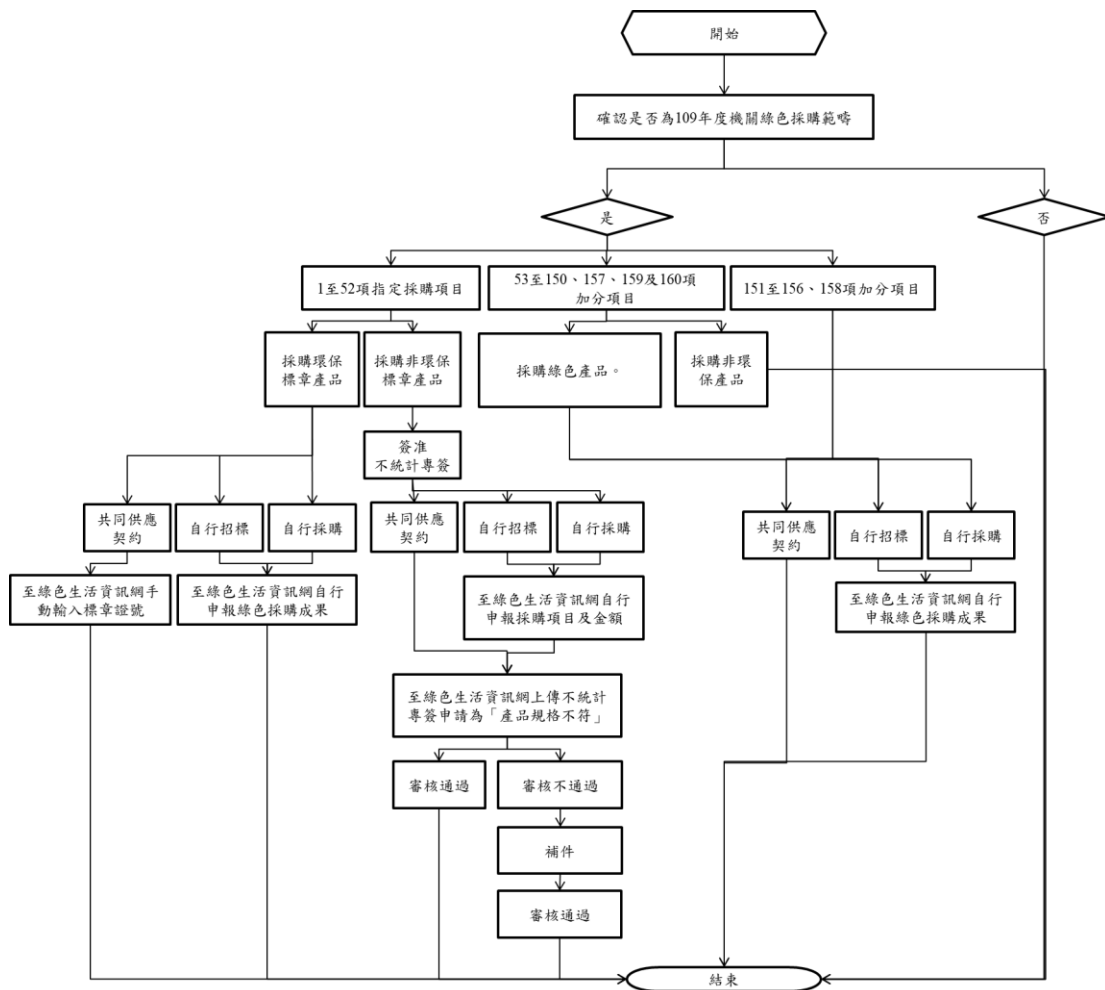 開始
確認是否為109年度機關綠色採購範疇
是
否
1至52項指定採購項目
53至150、157、159及160項
加分項目
151至156、158項加分項目
採購環保
標章產品
採購非環保
標章產品
採購綠色產品。
採購非環
保產品
簽准
不統計專簽
共同供應
契約
自行招標
自行採購
共同供應
契約
自行招標
自行採購
共同供應
契約
自行招標
自行採購
至綠色生活資訊網手
動輸入標章證號
至綠色生活資訊網自行
申報綠色採購成果
至綠色生活資訊網自行
申報採購項目及金額
至綠色生活資訊網自行
申報綠色採購成果
至綠色生活資訊網上傳不統計
專簽申請為「產品規格不符」
審核通過
審核不通過
補件
審核通過
結束